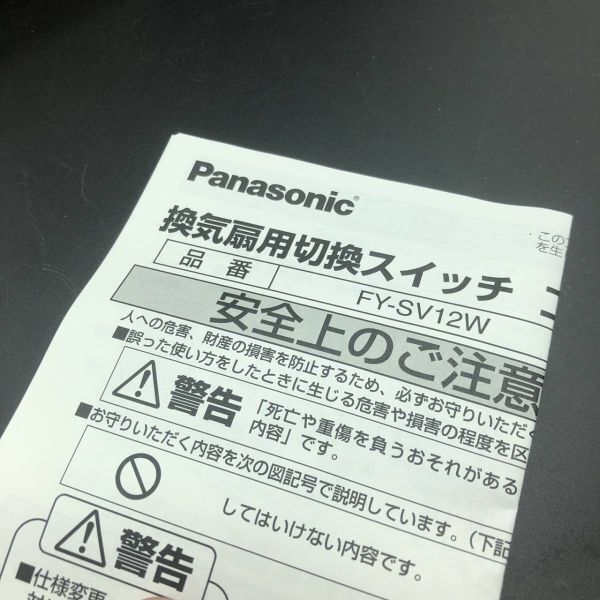 Panasonic®
換気扇用切換スイッチ
・この
を生
品番
FY-SV12W
安全上のご注意
人への危害、財産の損害を防止するため、必ずお守りいただく
■誤った使い方をしたときに生じる危害や損害の程度を区
警告
「死亡や重傷を負うおそれがある
内容」です。
■お守りいただく内容を次の図記号で説明しています。(下記
してはいけない内容です。
警告
■仕様変更